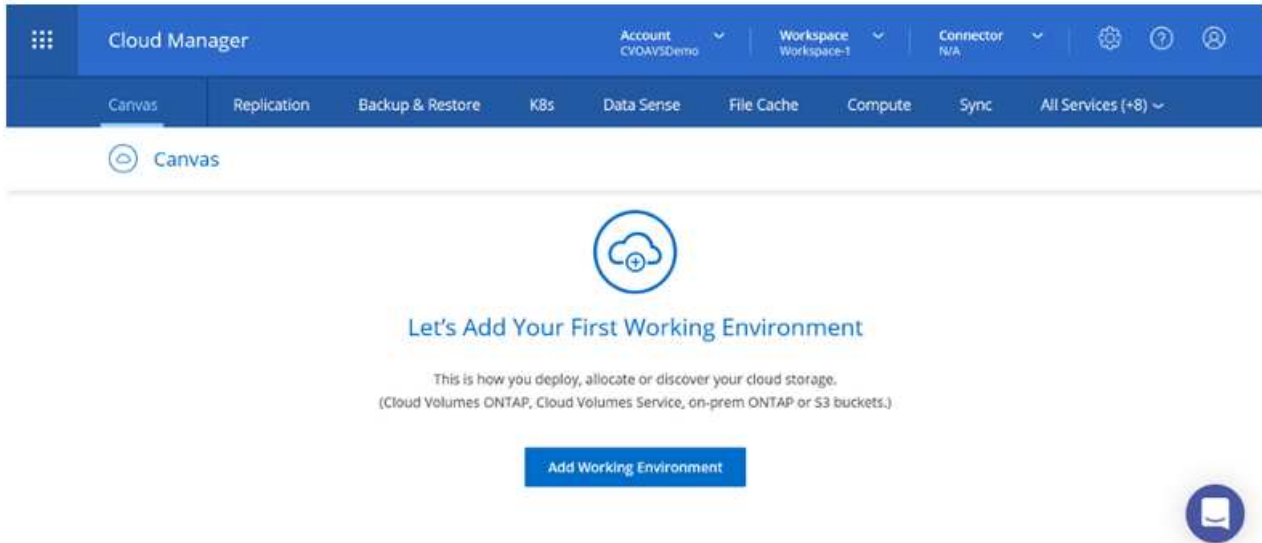 Cloud Manager
Account
CVOAVSDemo
Workspace
Workspace-1
Connector
N/A
Canvas
Replication
Backup & Restore
K8s
Data Sense
File Cache
Compute
Sync
All Services (+8)
Canvas
Let's Add Your First Working Environment
This is how you deploy, allocate or discover your cloud storage.
(Cloud Volumes ONTAP, Cloud Volumes Service, on-prem ONTAP or S3 buckets.)
Add Working Environment